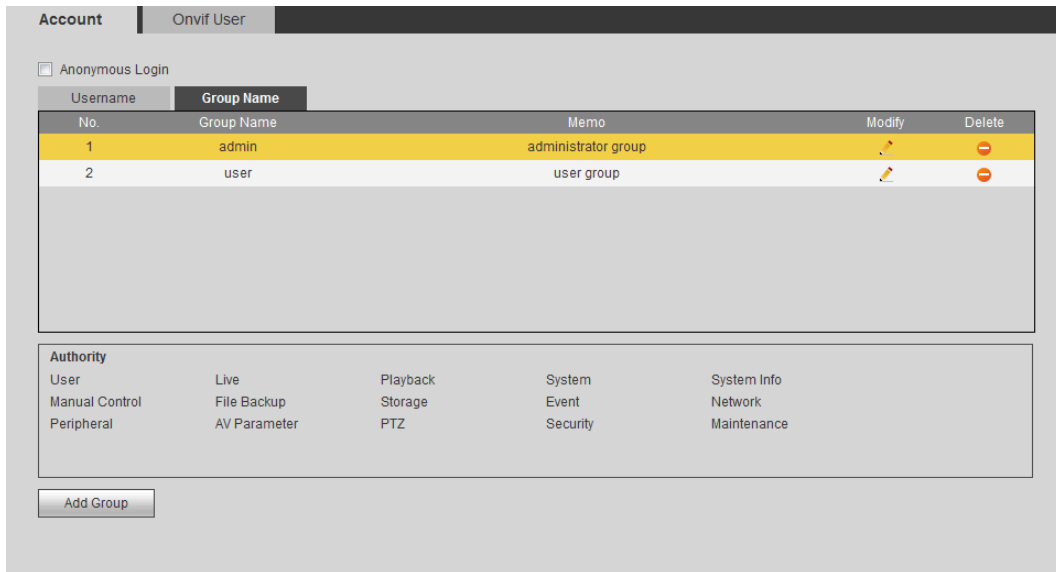 Account Onvif User
Anonymous Login
Username Group Name
No. Group Name Memo Modify Delete
1 admin administrator group
2 user user group
Authority
User Live Playback System System Info
Manual Control File Backup Storage Event Network
Peripheral AV Parameter PTZ Security Maintenance
Add Group